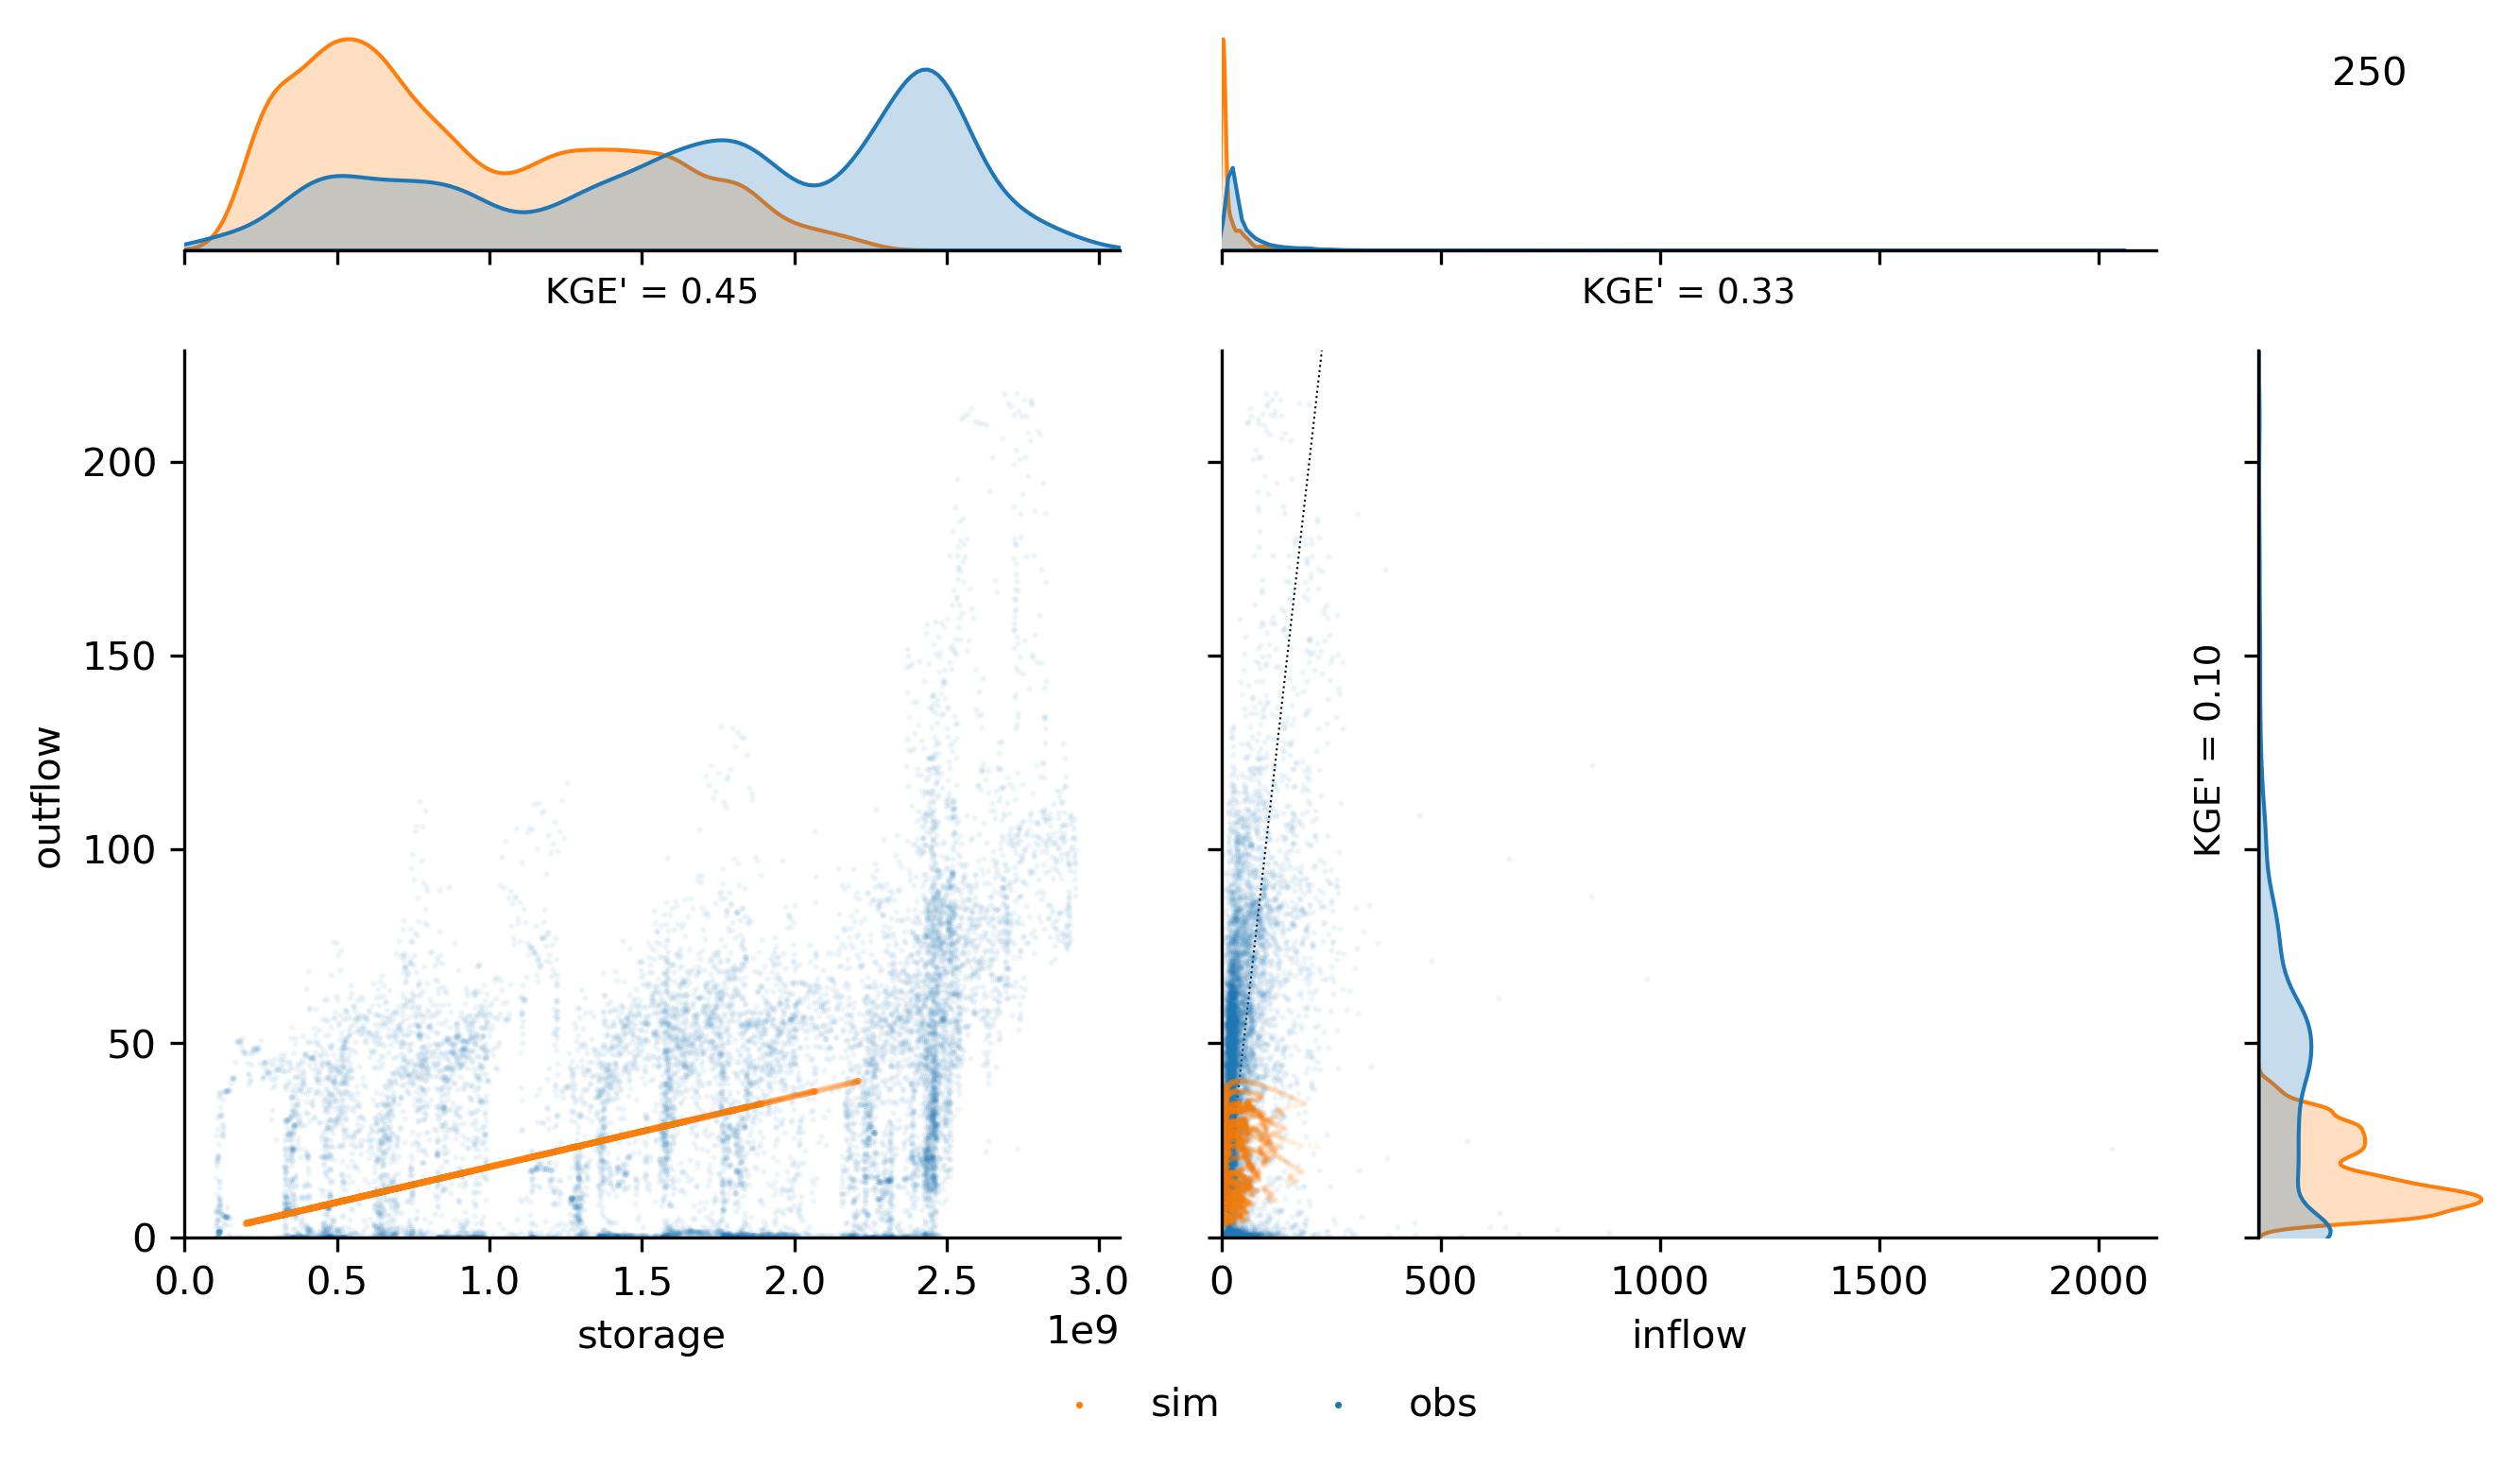 250
KGE' = 0.45
KGE' = 0.33
outflow
200
150
100
50
0
KGE' = 0.10
0.0 0.5 1.0 1.5 2.0 2.5 3.0
1e9
storage
0 500 1000 1500 2000
inflow
sim obs